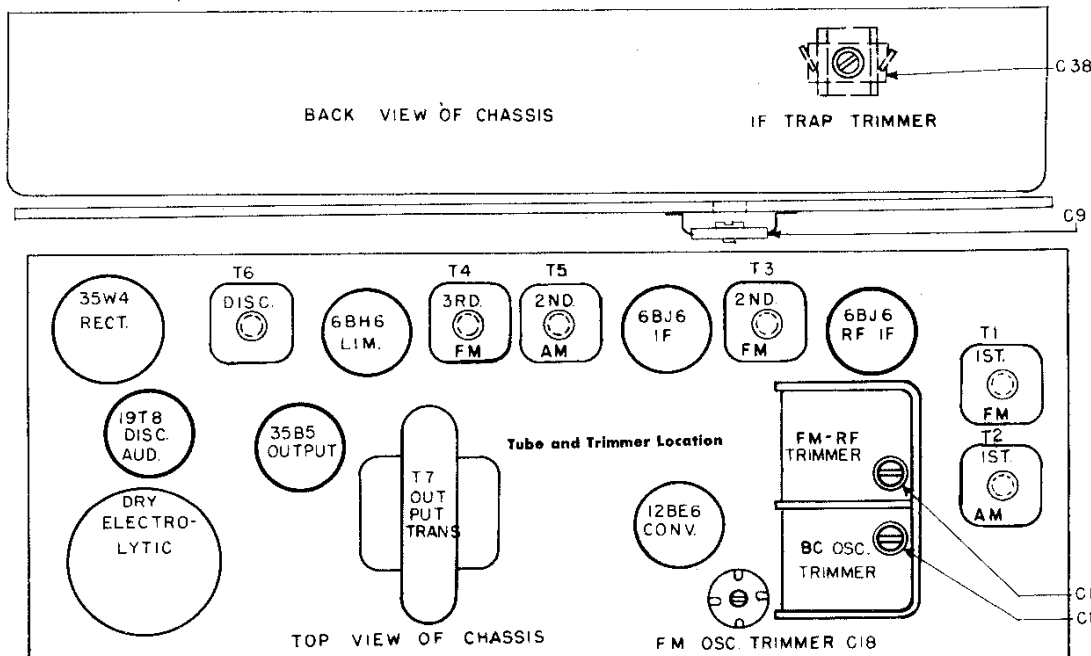 C38
BACK VIEW OF CHASSIS
IF TRAP TRIMMER
C9
35W4
RECT.
T6
DISC.
6BH6
LIM.
T4
3RD.
FM
T5
2ND.
AM
6BJ6
IF
T3
2ND.
FM
6BJ6
RF IF
T1
1ST.
FM
T2
1ST.
AM
19T8
DISC.
AUD.
35B5
OUTPUT
Tube and Trimmer Location
FM-RF
TRIMMER
DRY
ELECTRO-
LYTIC
T7
OUT
PUT
TRANS
12BE6
CONV.
BC OSC.
TRIMMER
TOP VIEW OF CHASSIS
FM OSC. TRIMMER C18